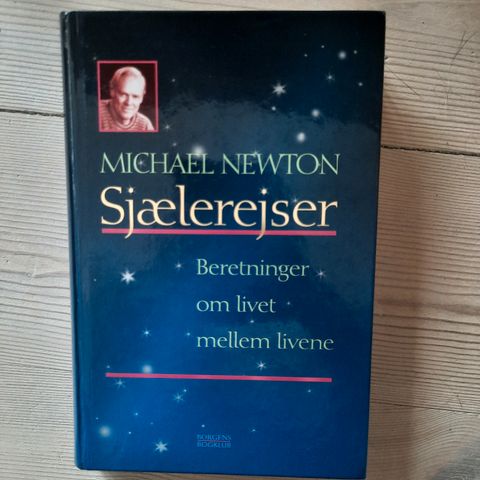 MICHAEL NEWTON
Sjælerejser
Beretninger
om livet
mellem livene
BORGENS
BOGKLUB